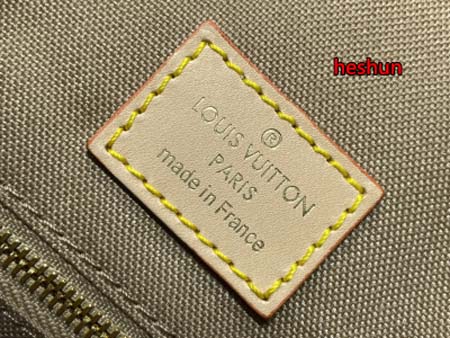 heshun
®
LOUIS VUITTON
PARIS
made in France